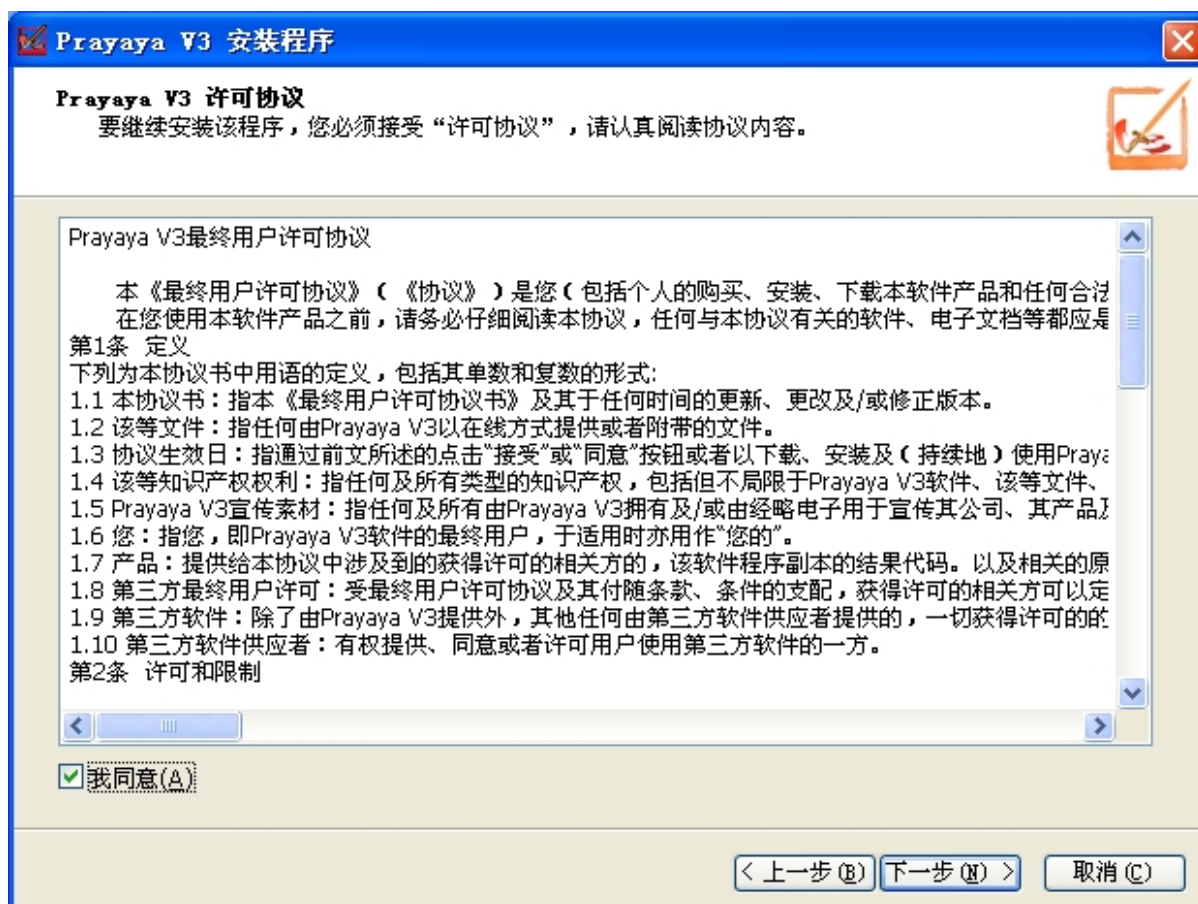 Prayaya V3 安装程序
Prayaya V3 许可协议
要继续安装该程序，您必须接受“许可协议”，请认真阅读协议内容。
Prayaya V3最终用户许可协议
本《最终用户许可协议》(《协议》)是您(包括个人的购买、安装、下载本软件产品和任何合法
在您使用本软件产品之前，请务必仔细阅读本协议，任何与本协议有关的软件、电子文档等都应是
第1条 定义
下列为本协议书中用语的定义，包括其单数和复数的形式:
1.1 本协议书：指本《最终用户许可协议书》及其于任何时间的更新、更改及/或修正版本。
1.2 该等文件：指任何由Prayaya V3以在线方式提供或者附带的文件。
1.3 协议生效日：指通过前文所述的点击“接受”或“同意”按钮或者以下载、安装及(持续地)使用Praya
1.4 该等知识产权权利：指任何及所有类型的知识产权，包括但不局限于Prayaya V3软件、该等文件、
1.5 Prayaya V3宣传素材：指任何及所有由Prayaya V3拥有及/或由经略电子用于宣传其公司、其产品及
1.6 您：指您，即Prayaya V3软件的最终用户，于适用时亦用作“您的”。
1.7 产品：提供给本协议中涉及到的获得许可的相关方的，该软件程序副本的结果代码。以及相关的原
1.8 第三方最终用户许可：受最终用户许可协议及其付随条款、条件的支配，获得许可的相关方可以定
1.9 第三方软件：除了由Prayaya V3提供外，其他任何由第三方软件供应者提供的，一切获得许可的的
1.10 第三方软件供应者：有权提供、同意或者许可用户使用第三方软件的一方。
第2条 许可和限制
我同意(A)
< 上一步(B) 下一步(N) > 取消(C)